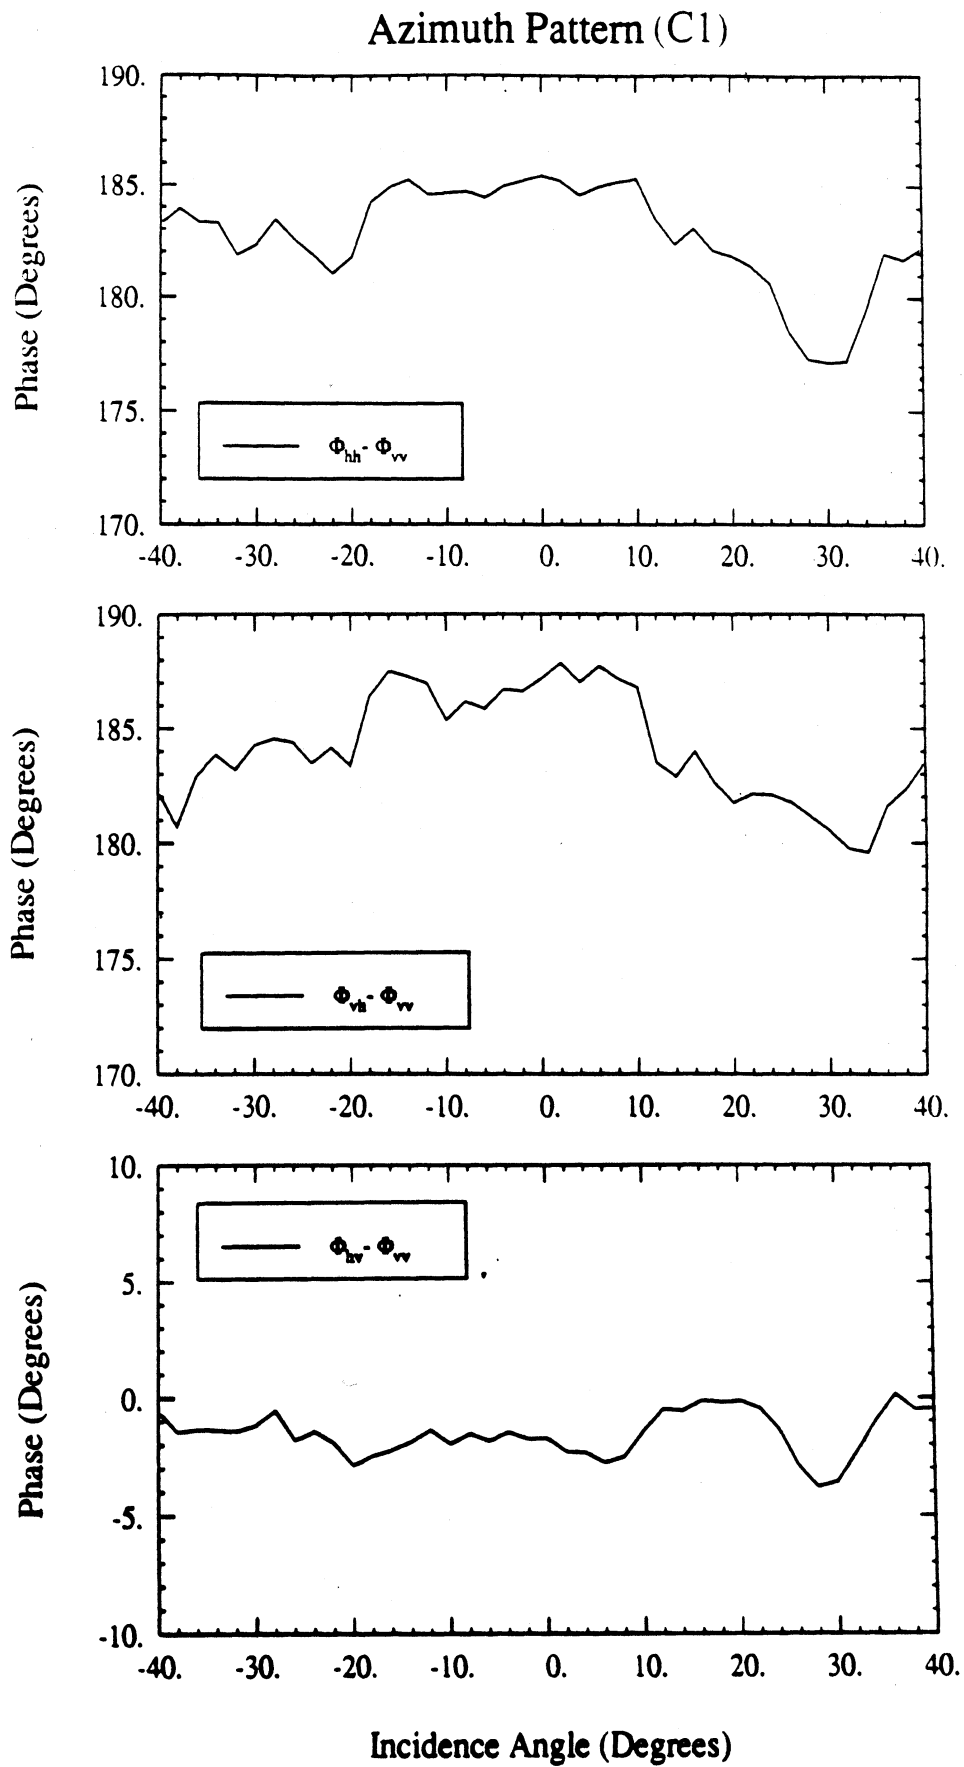 Azimuth Pattern (C1)
190.
185.
180.
175.
170.
Phase (Degrees)
Φhh- Φvv
-40. -30. -20. -10. 0. 10. 20. 30. 40.
190.
185.
180.
175.
170.
Phase (Degrees)
Φvh- Φvv
-40. -30. -20. -10. 0. 10. 20. 30. 40.
10.
5.
0.
-5.
-10.
Phase (Degrees)
Φhv- Φvv
-40. -30. -20. -10. 0. 10. 20. 30. 40.
Incidence Angle (Degrees)